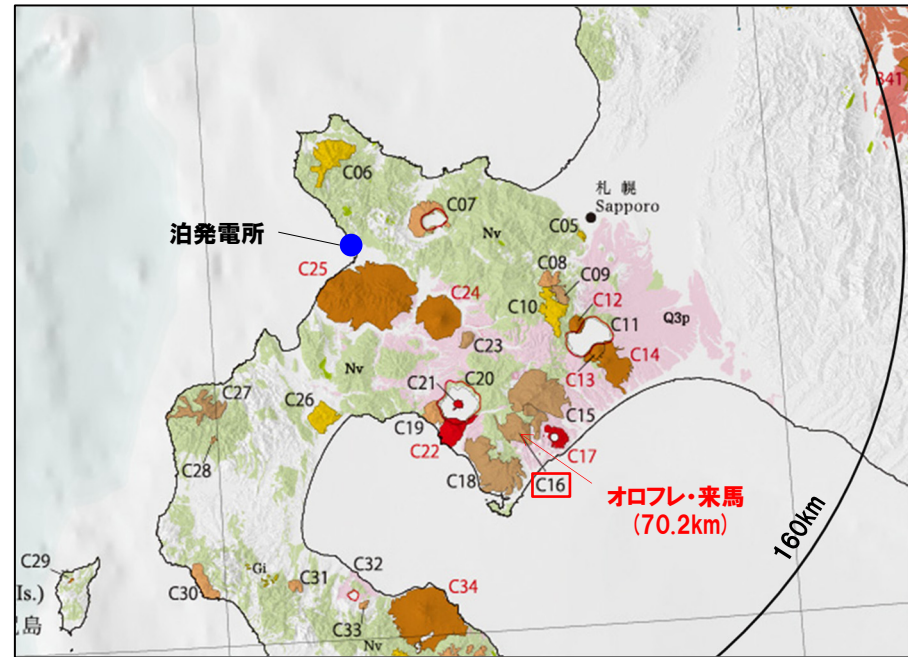 B41
C06
札幌
Sapporo
C07
C05
Nv
泊発電所
C08
C09
C25
C24
C10
C12
C11
Q3p
C23
C14
C13
Nv
C21
C20
C27
C26
C15
C19
C22
C17
C28
C18
C16
オロフレ・来馬
(70.2km)
160km
C29
C32
C34
Gi
C31
Is.)
C30
島
C33
Nv